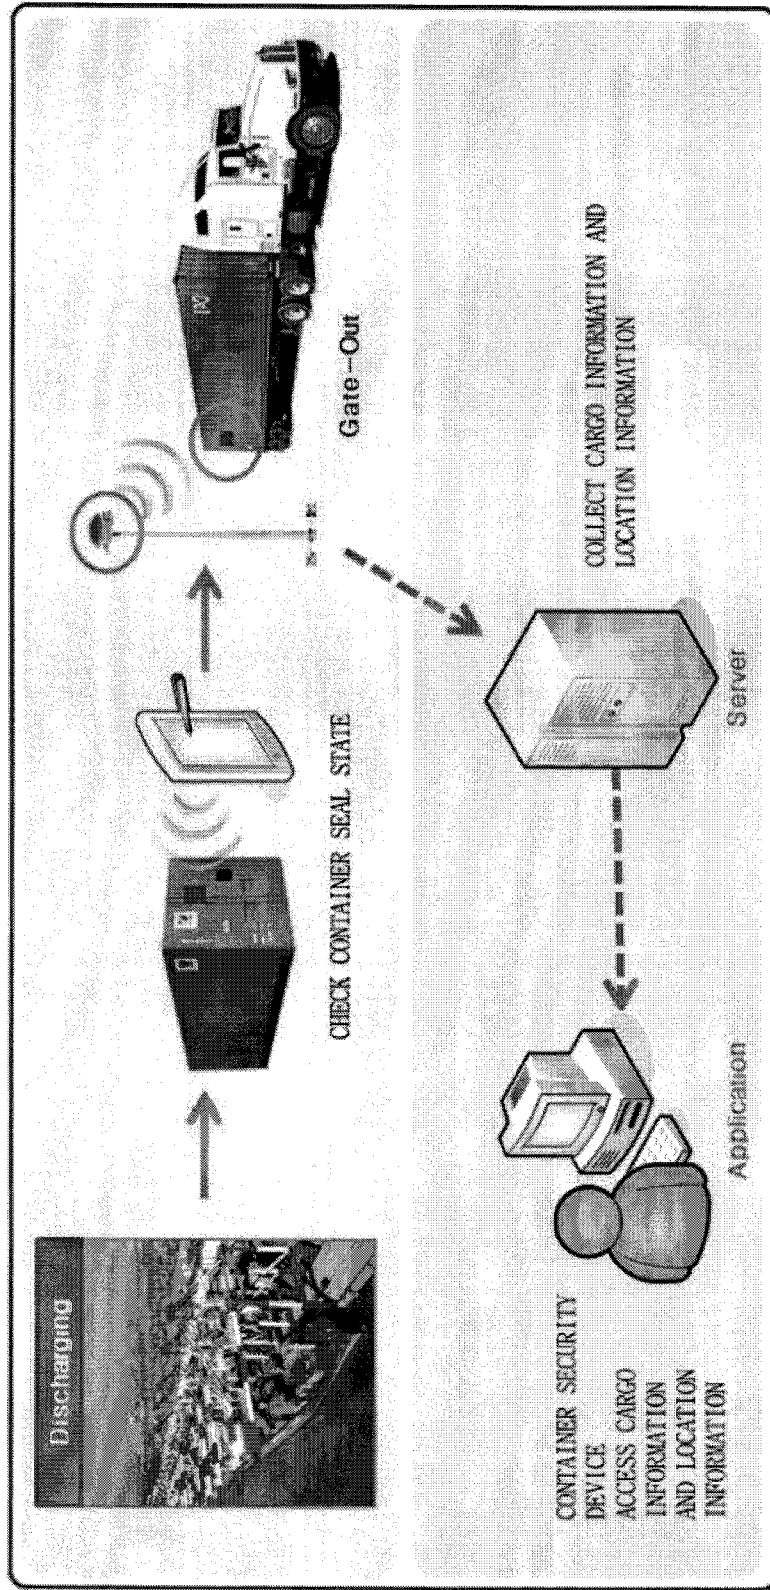 Discharging
CHECK CONTAINER SEAL STATE
Gate-Out
COLLECT CARGO INFORMATION AND
LOCATION INFORMATION
Server
Application
CONTAINER SECURITY
DEVICE
ACCESS CARGO
INFORMATION
AND LOCATION
INFORMATION